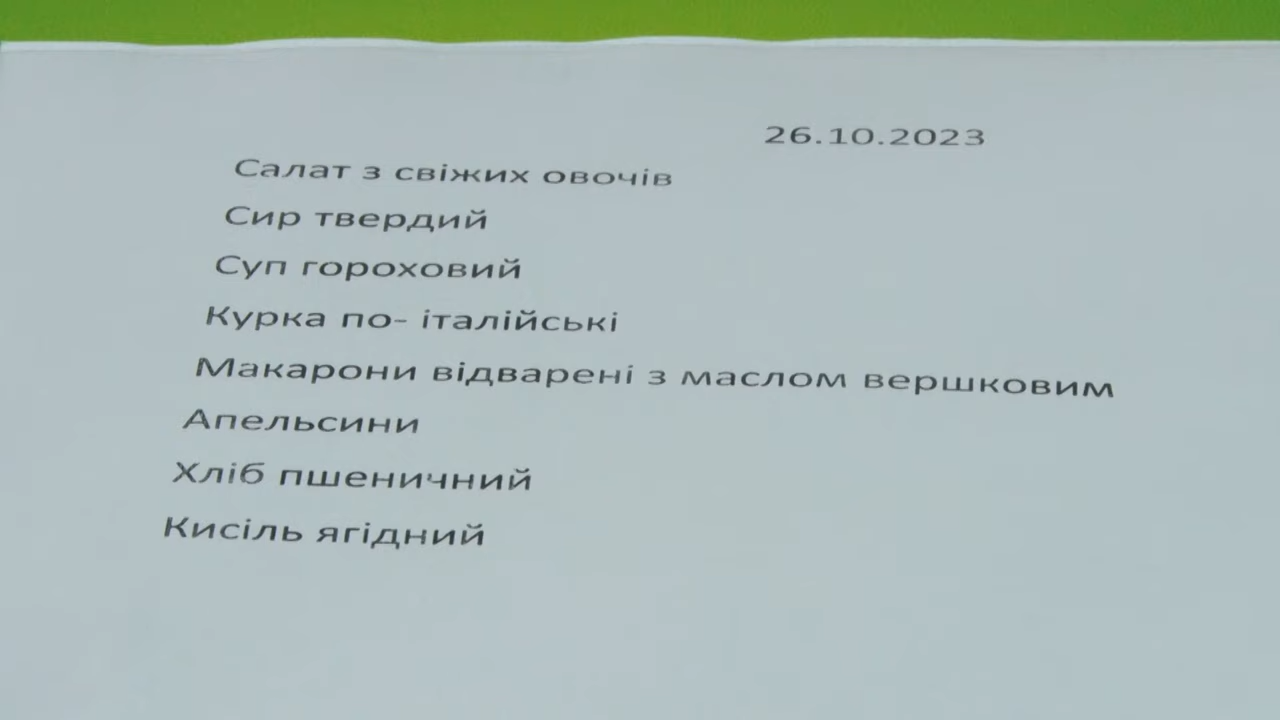 26.10.2023
Салат з свіжих овочів
Сир твердий
Суп гороховий
Курка по- італійські
Макарони відварені з маслом вершковим
Апельсини
Хліб пшеничний
Кисіль ягідний